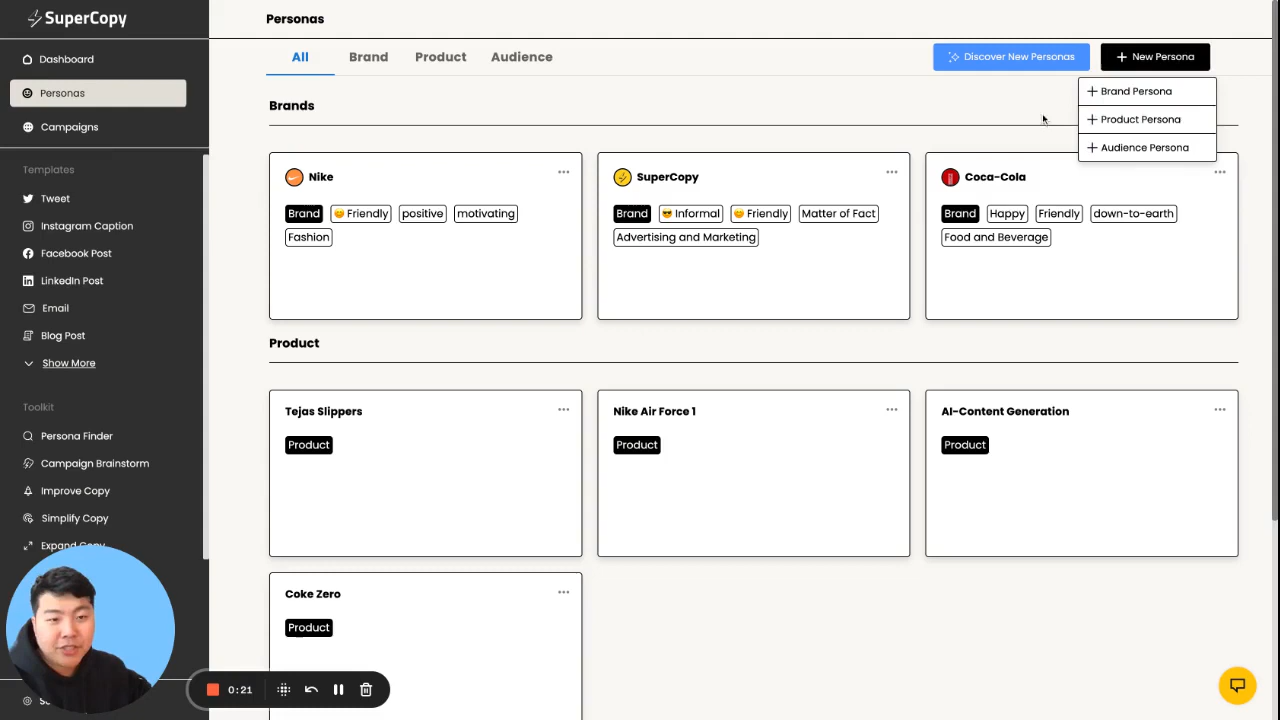 SuperCopy
Dashboard
Personas
Campaigns
Templates
Tweet
Instagram Caption
Facebook Post
LinkedIn Post
Email
Blog Post
Show More
Toolkit
Persona Finder
Campaign Brainstorm
Improve Copy
Simplify Copy
Expand Copy
Personas
All Brand Product Audience
Discover New Personas
+ New Persona
+ Brand Persona
+ Product Persona
+ Audience Persona
Brands
Nike
Brand 😊 Friendly positive motivating
Fashion
SuperCopy
Brand 😎 Informal 😊 Friendly Matter of Fact
Advertising and Marketing
Coca-Cola
Brand Happy Friendly down-to-earth
Food and Beverage
Product
Tejas Slippers
Product
Nike Air Force 1
Product
AI-Content Generation
Product
Coke Zero
Product
0:21